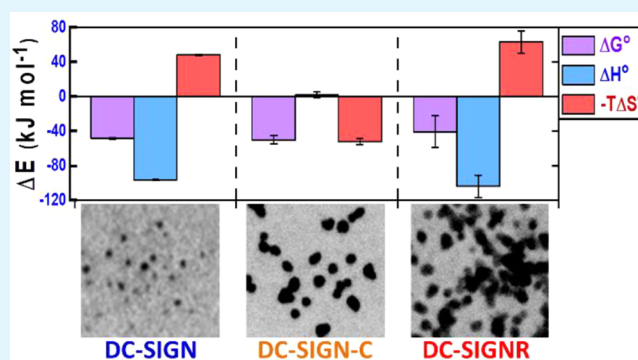 ΔE (kJ mol⁻¹)
80
40
0
-40
-80
-120
ΔG°
ΔH°
-TΔS
DC-SIGN
DC-SIGN-C
DC-SIGNR